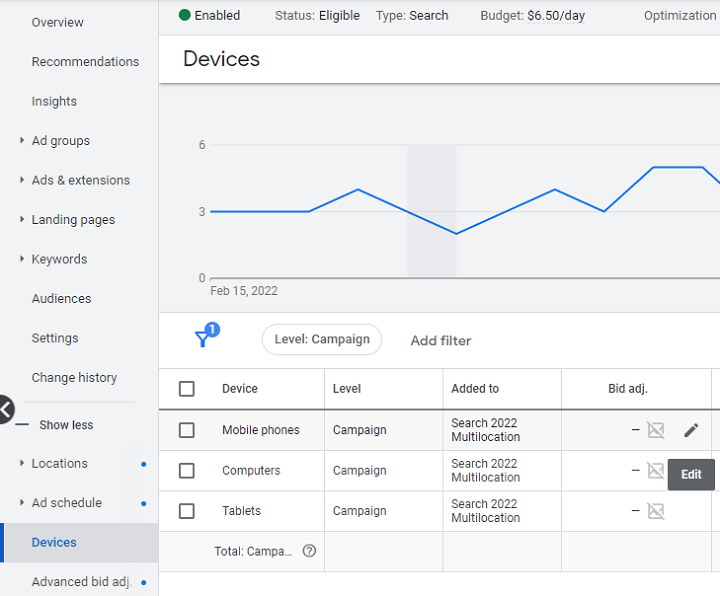 Overview
Recommendations
Insights
Ad groups
Ads & extensions
Landing pages
Keywords
Audiences
Settings
Change history
Show less
Locations
Ad schedule
Devices
Advanced bid adj.
Enabled Status: Eligible Type: Search Budget: $6.50/day Optimization
Devices
6
3
0
Feb 15, 2022
1
Level: Campaign Add filter
Device Level Added to Bid adj.
Mobile phones Campaign Search 2022 Multilocation –
Computers Campaign Search 2022 Multilocation –
Edit
Tablets Campaign Search 2022 Multilocation –
Total: Campa... ?